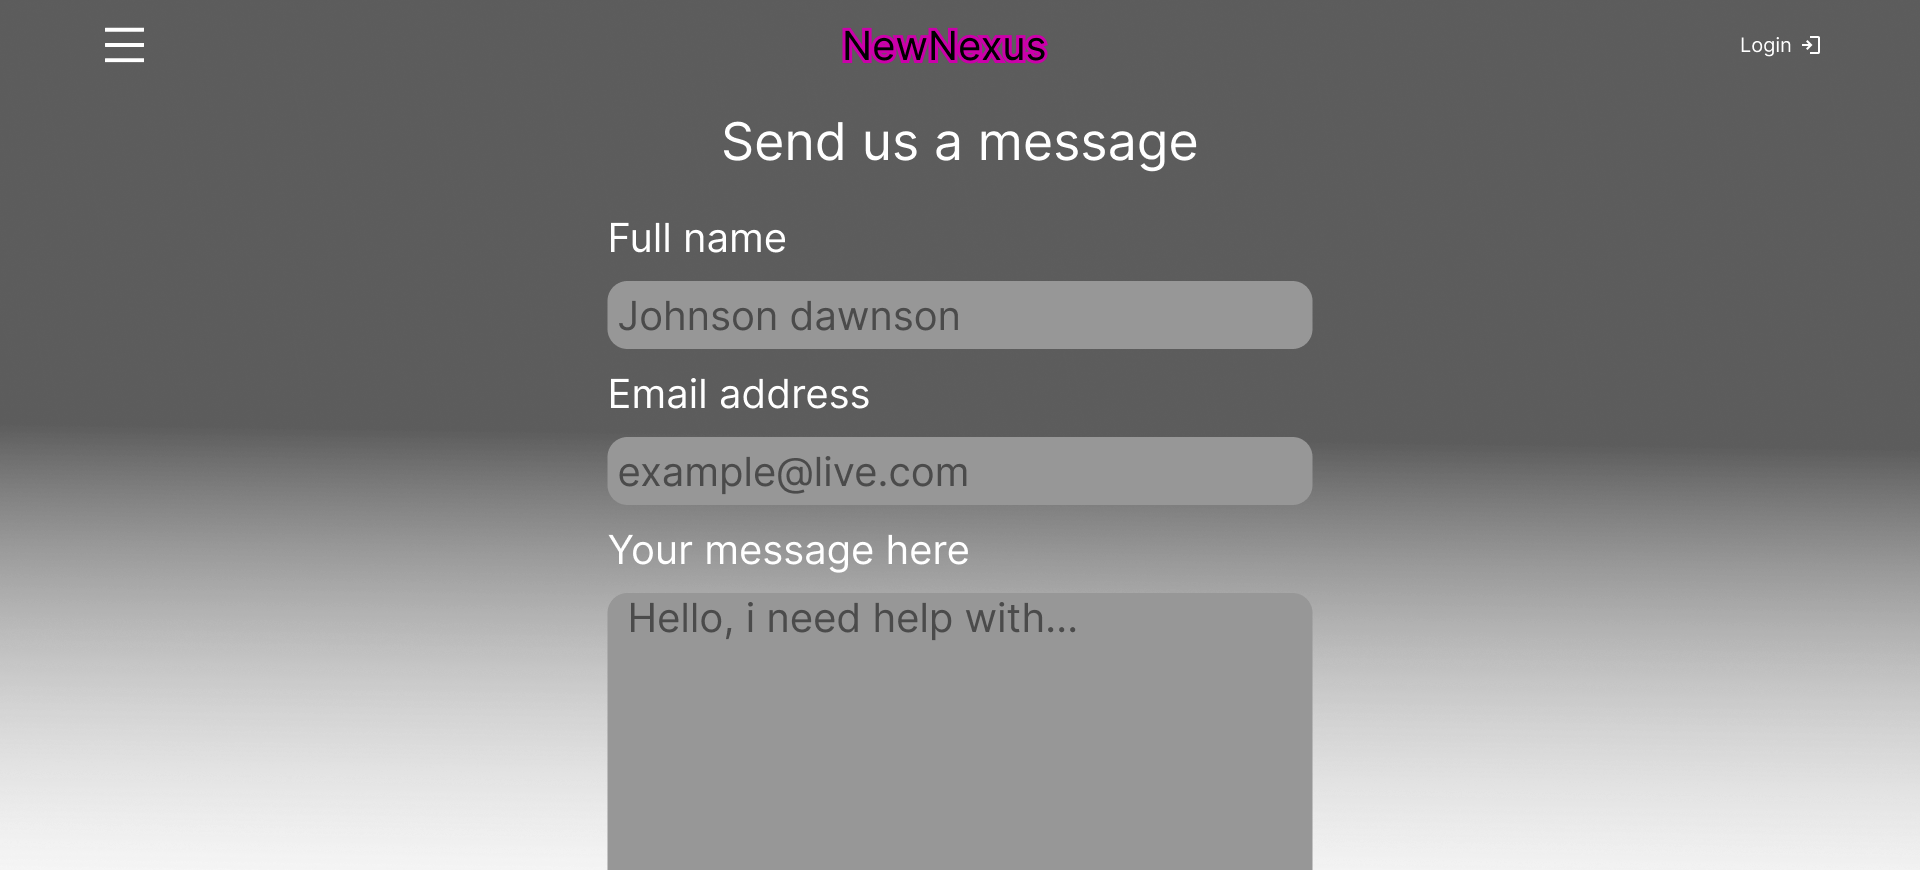 NewNexus
Login
Send us a message
Full name
Johnson dawnson
Email address
example@live.com
Your message here
Hello, i need help with...